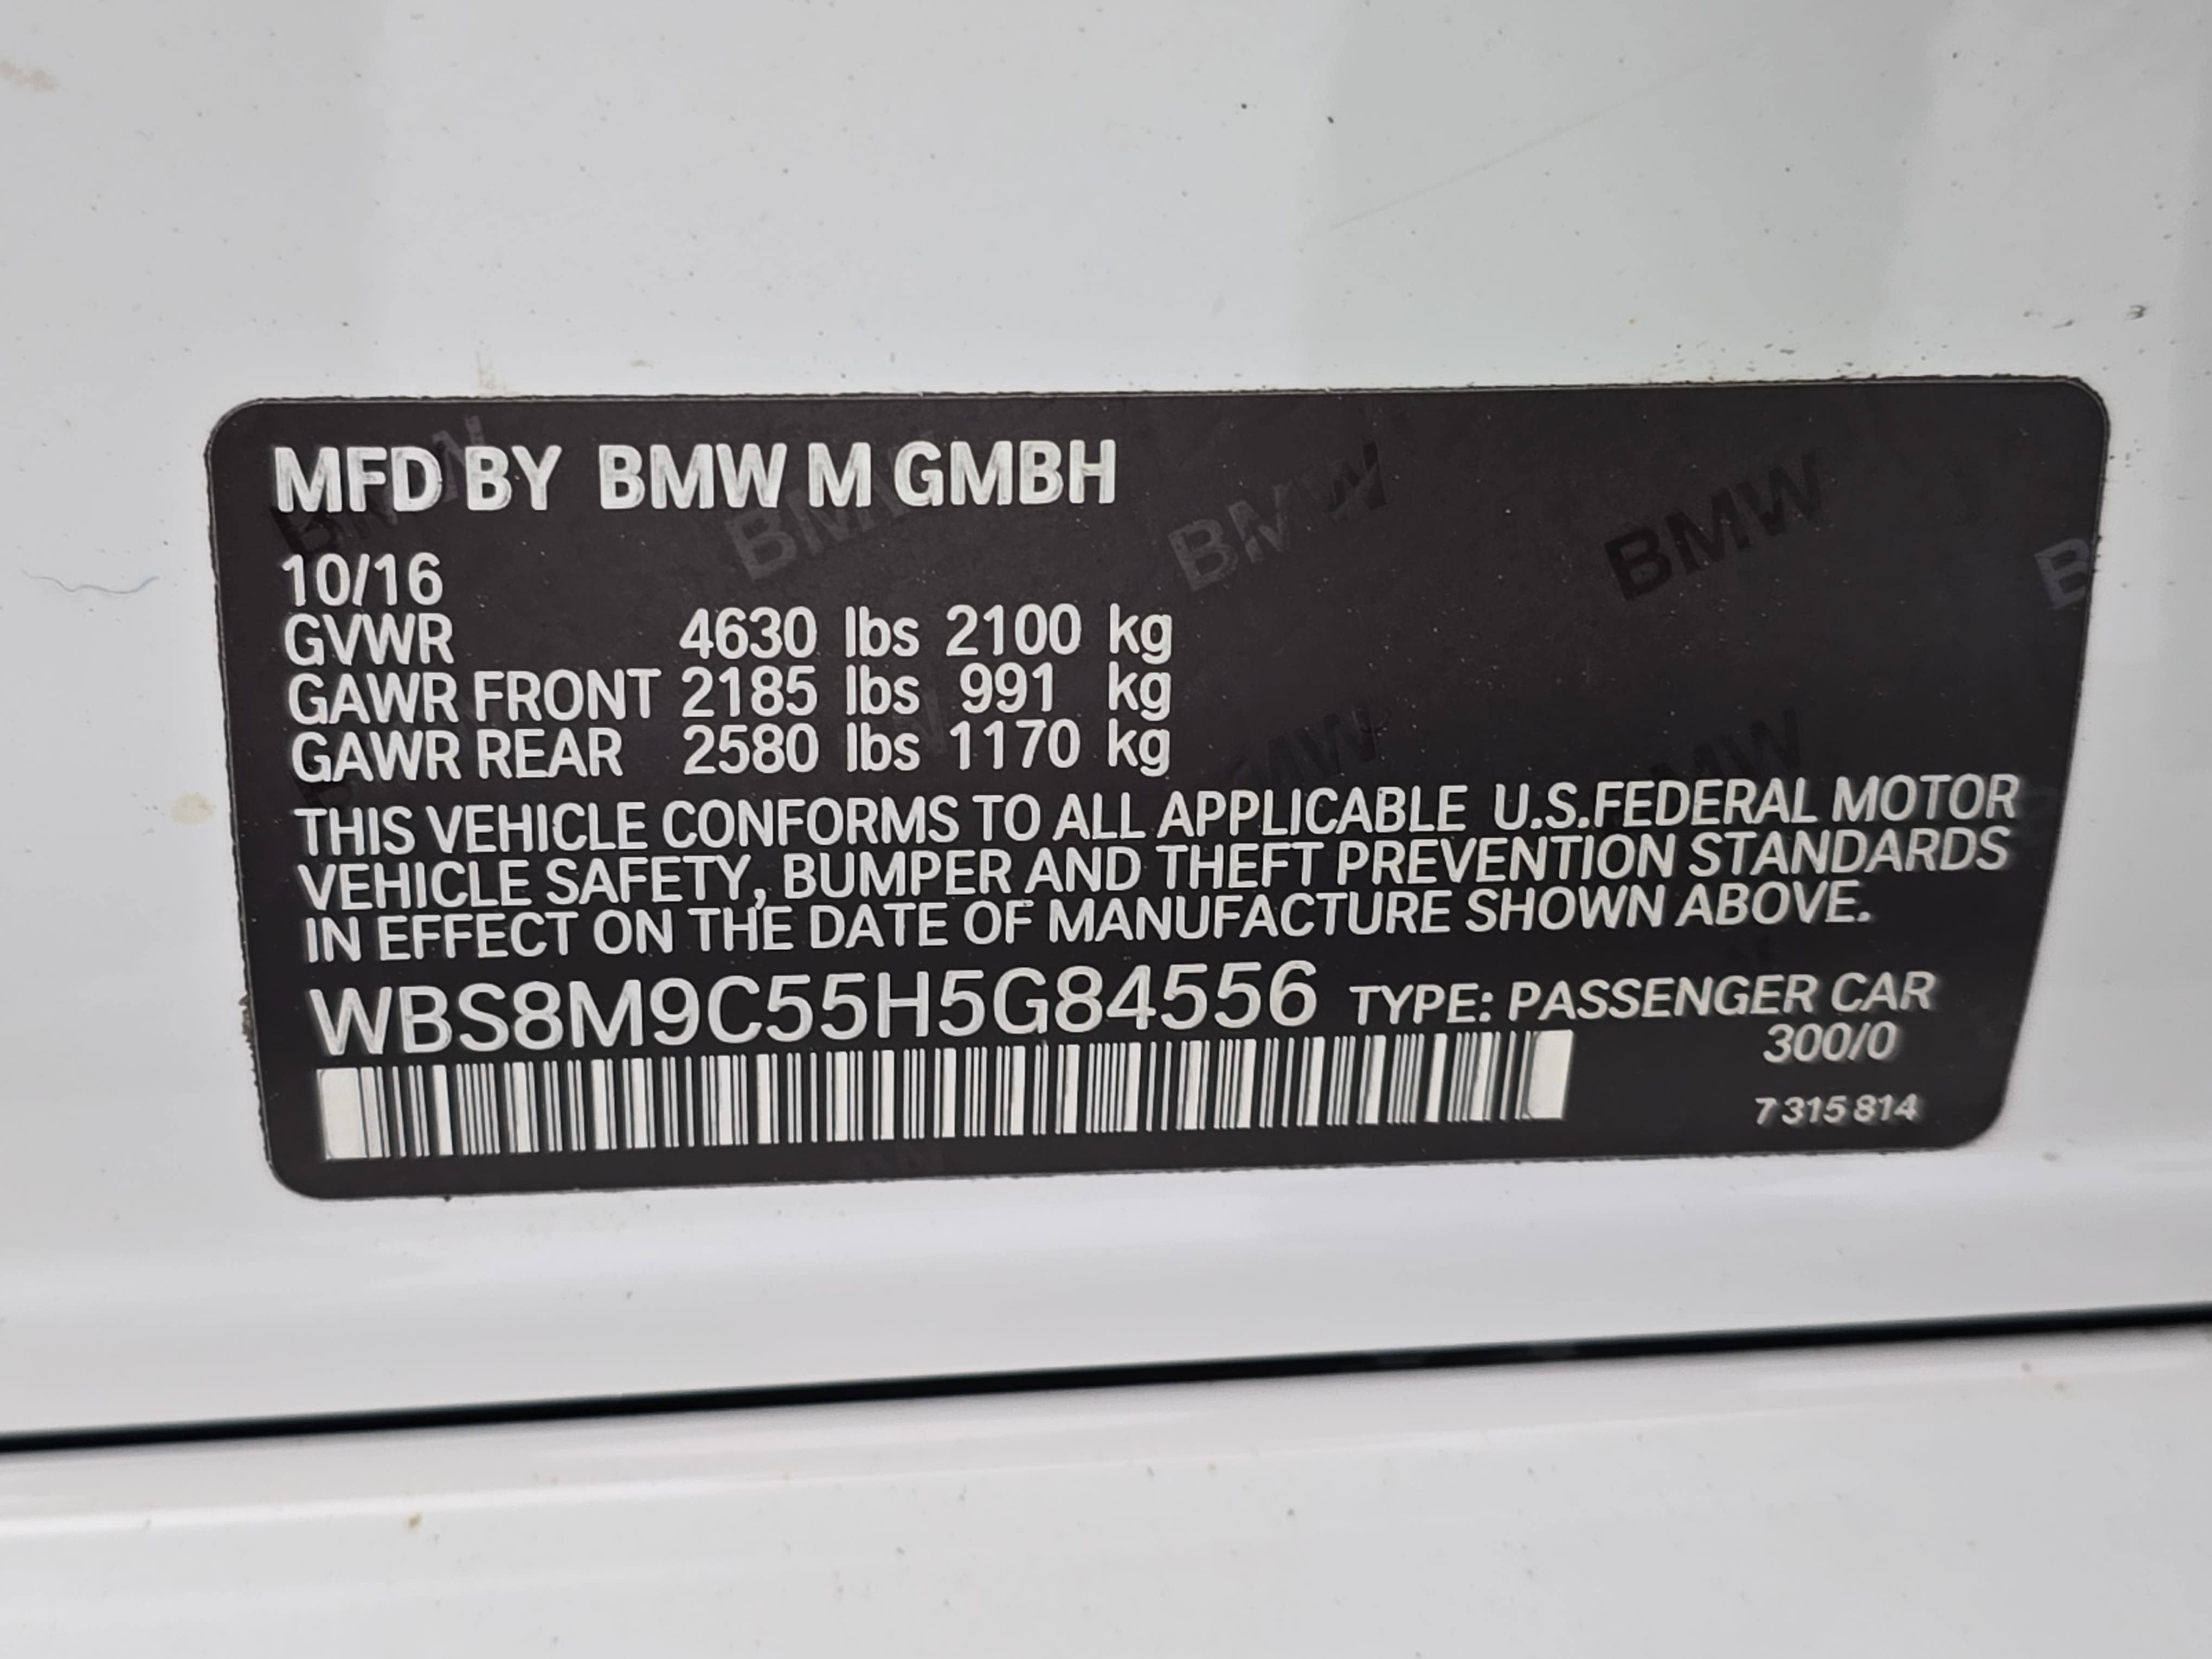 MFD BY BMW M GMBH
10/16
GVWR 4630 lbs 2100 kg
GAWR FRONT 2185 lbs 991 kg
GAWR REAR 2580 lbs 1170 kg
THIS VEHICLE CONFORMS TO ALL APPLICABLE U.S.FEDERAL MOTOR
VEHICLE SAFETY, BUMPER AND THEFT PREVENTION STANDARDS
IN EFFECT ON THE DATE OF MANUFACTURE SHOWN ABOVE.
WBS8M9C55H5G84556 TYPE: PASSENGER CAR
300/0
7 315 814